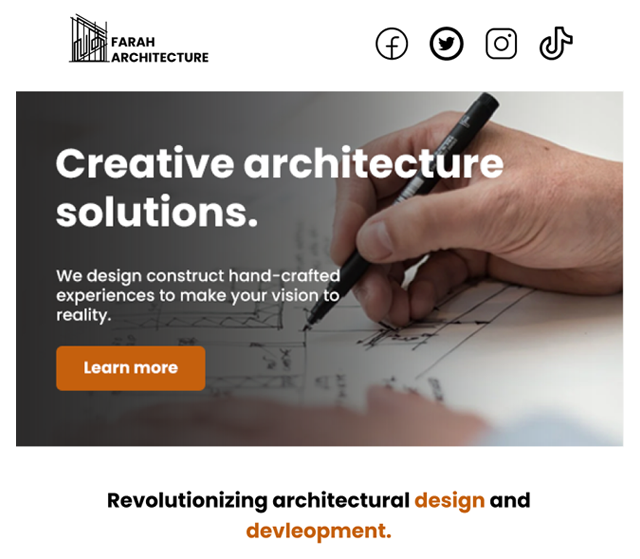 FARAH
ARCHITECTURE
Creative architecture
solutions.
We design construct hand-crafted
experiences to make your vision to
reality.
Learn more
Revolutionizing architectural design and
devleopment.